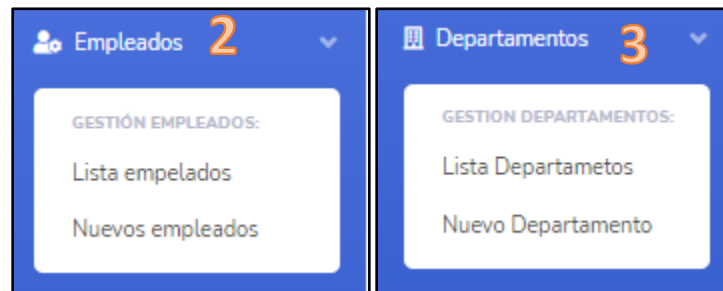 Empleados 2
GESTIÓN EMPLEADOS:
Lista empelados
Nuevos empleados
Departamentos 3
GESTION DEPARTAMENTOS:
Lista Departametos
Nuevo Departamento